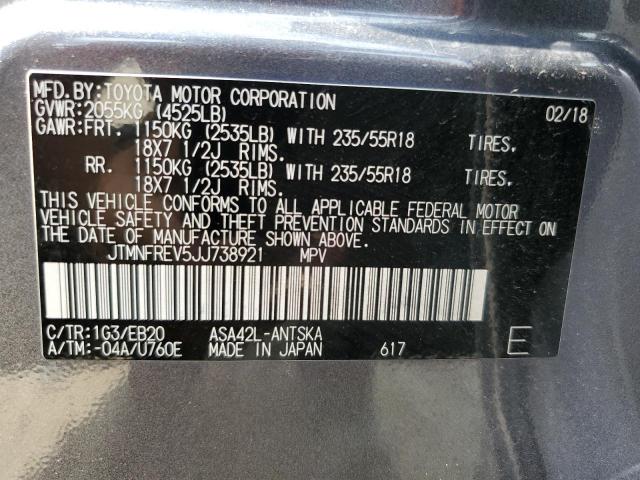 MFD.BY:TOYOTA MOTOR CORPORATION 02/18
GVWR:2055KG (4525LB)
GAWR:FRT. 1150KG (2535LB) WITH 235/55R18 TIRES,
18X7 1/2J RIMS.
RR. 1150KG (2535LB) WITH 235/55R18 TIRES,
18X7 1/2J RIMS.
THIS VEHICLE CONFORMS TO ALL APPLICABLE FEDERAL MOTOR
VEHICLE SAFETY AND THEFT PREVENTION STANDARDS IN EFFECT ON
THE DATE OF MANUFACTURE SHOWN ABOVE.
JTMNFREV5JJ738921 MPV
C/TR:1G3/EB20 ASA42L-ANTSKA
A/TM:-04A/U760E MADE IN JAPAN 617 E